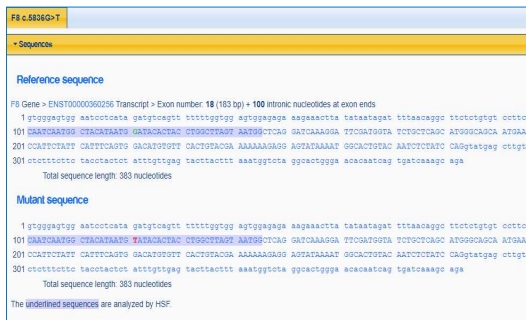 F8 c.5836G>T
Sequences
Reference sequence
F8 Gene > ENST00000360256 Transcript > Exon number: 18 (183 bp) + 100 intronic nucleotides at exon ends
1 gtgggagtgg aatcctcata gatgtcagtt tttttggtgg agtggagaga aagaaactta tataatagat tttaacaggc ttctctgtgt ccttc
101 CAATCAATGG CTACATAATG GATACACTAC CTGGCTTAGT AATGGCTCAG GATCAAAGGA TTCGATGGTA TCTGCTCAGC ATGGGCAGCA ATGAA
201 CCATTCTATT CATTTCAGTG GACATGTGTT CACTGTACGA AAAAAAGAGG AGTATAAAAT GGCACTGTAC AATCTCTATC CAGgtatgag cttgt
301 ctctttcttc tacctactct atttgttgag tacttacttt aaatggtcta ggcactgggg acacaatcag tgatcaaagc aga
Total sequence length: 383 nucleotides
Mutant sequence
1 gtgggagtgg aatcctcata gatgtcagtt tttttggtgg agtggagaga aagaaactta tataatagat tttaacaggc ttctctgtgt ccttc
101 CAATCAATGG CTACATAATG TATACACTAC CTGGCTTAGT AATGGCTCAG GATCAAAGGA TTCGATGGTA TCTGCTCAGC ATGGGCAGCA ATGAA
201 CCATTCTATT CATTTCAGTG GACATGTGTT CACTGTACGA AAAAAAGAGG AGTATAAAAT GGCACTGTAC AATCTCTATC CAGgtatgag cttgt
301 ctctttcttc tacctactct atttgttgag tacttacttt aaatggtcta ggcactgggg acacaatcag tgatcaaagc aga
Total sequence length: 383 nucleotides
The underlined sequences are analyzed by HSF.